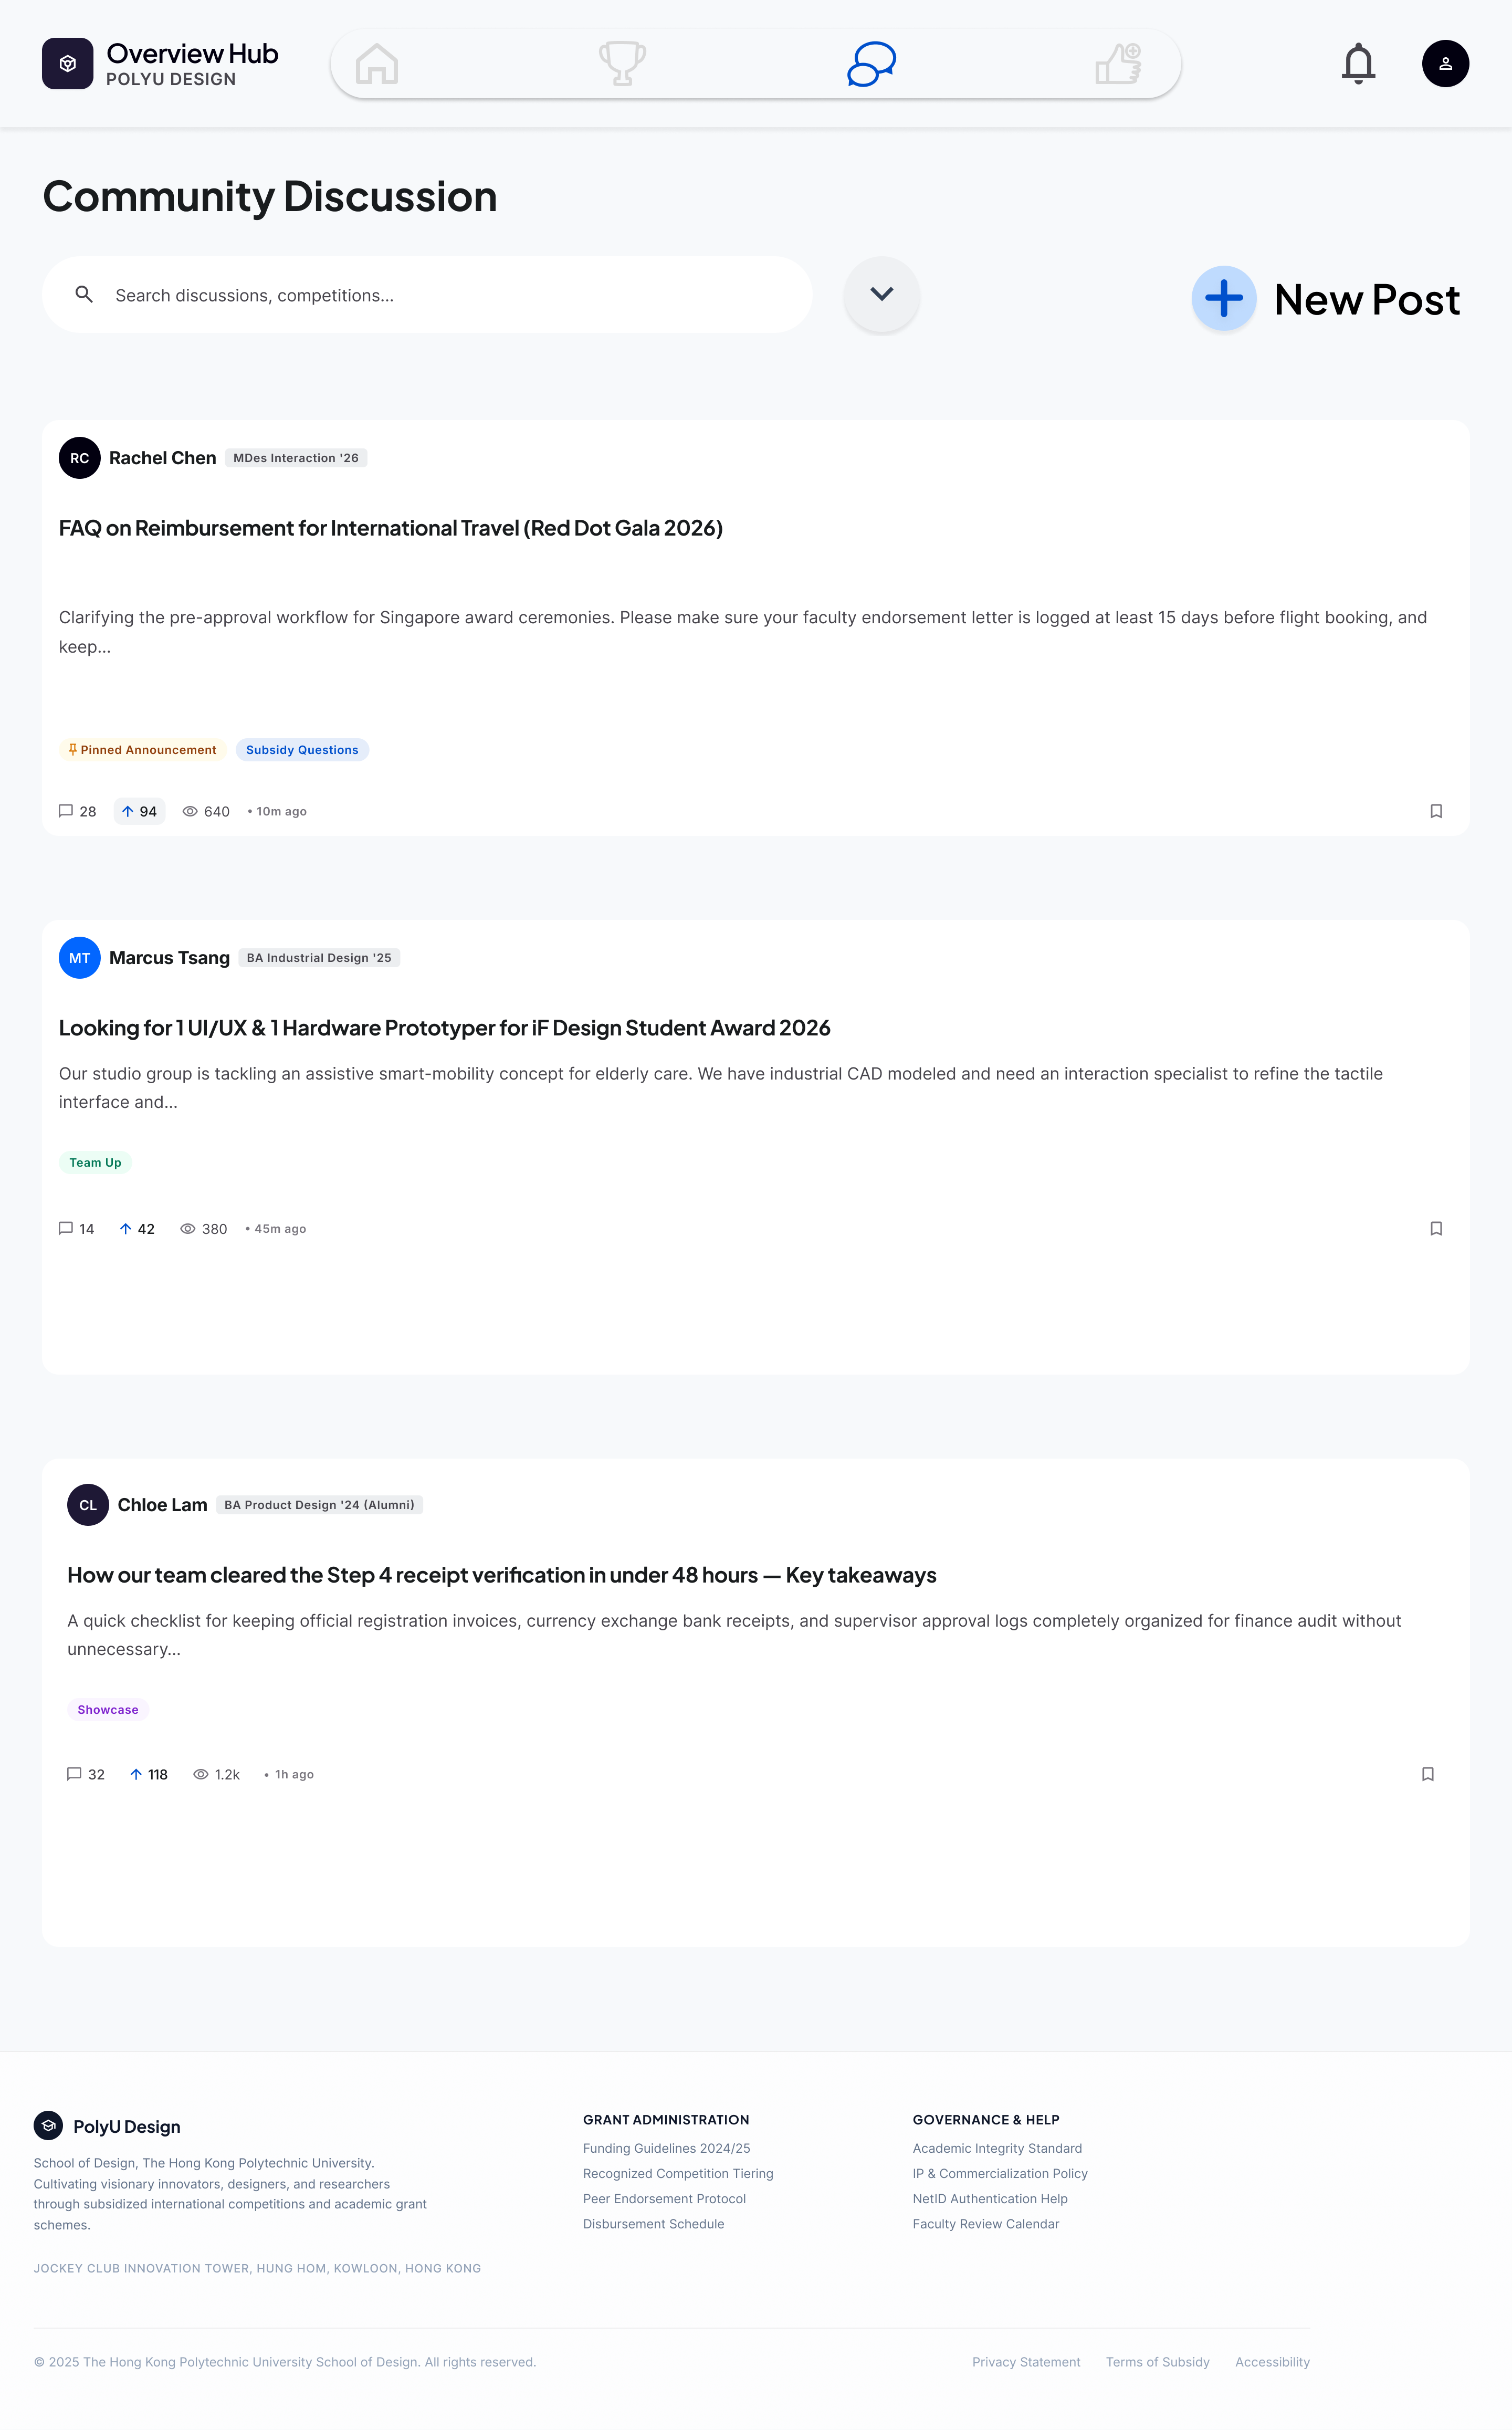 Overview Hub
POLYU DESIGN
Community Discussion
Search discussions, competitions...
New Post
RC Rachel Chen MDes Interaction '26
FAQ on Reimbursement for International Travel (Red Dot Gala 2026)
Clarifying the pre-approval workflow for Singapore award ceremonies. Please make sure your faculty endorsement letter is logged at least 15 days before flight booking, and
keep...
Pinned Announcement Subsidy Questions
28 94 640 • 10m ago
MT Marcus Tsang BA Industrial Design '25
Looking for 1 UI/UX & 1 Hardware Prototyper for iF Design Student Award 2026
Our studio group is tackling an assistive smart-mobility concept for elderly care. We have industrial CAD modeled and need an interaction specialist to refine the tactile
interface and...
Team Up
14 42 380 • 45m ago
CL Chloe Lam BA Product Design '24 (Alumni)
How our team cleared the Step 4 receipt verification in under 48 hours — Key takeaways
A quick checklist for keeping official registration invoices, currency exchange bank receipts, and supervisor approval logs completely organized for finance audit without
unnecessary...
Showcase
32 118 1.2k • 1h ago
PolyU Design
School of Design, The Hong Kong Polytechnic University.
Cultivating visionary innovators, designers, and researchers
through subsidized international competitions and academic grant
schemes.
JOCKEY CLUB INNOVATION TOWER, HUNG HOM, KOWLOON, HONG KONG
GRANT ADMINISTRATION
Funding Guidelines 2024/25
Recognized Competition Tiering
Peer Endorsement Protocol
Disbursement Schedule
GOVERNANCE & HELP
Academic Integrity Standard
IP & Commercialization Policy
NetID Authentication Help
Faculty Review Calendar
© 2025 The Hong Kong Polytechnic University School of Design. All rights reserved.
Privacy Statement Terms of Subsidy Accessibility